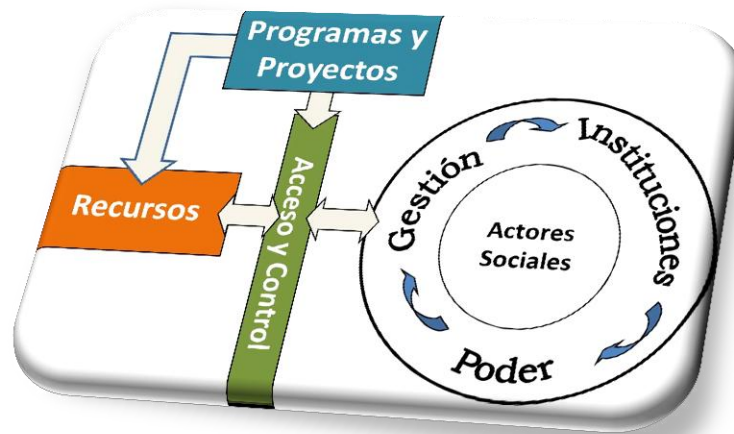 Programas y
Proyectos
Recursos
Acceso y Control
Gestión
Instituciones
Poder
Actores
Sociales